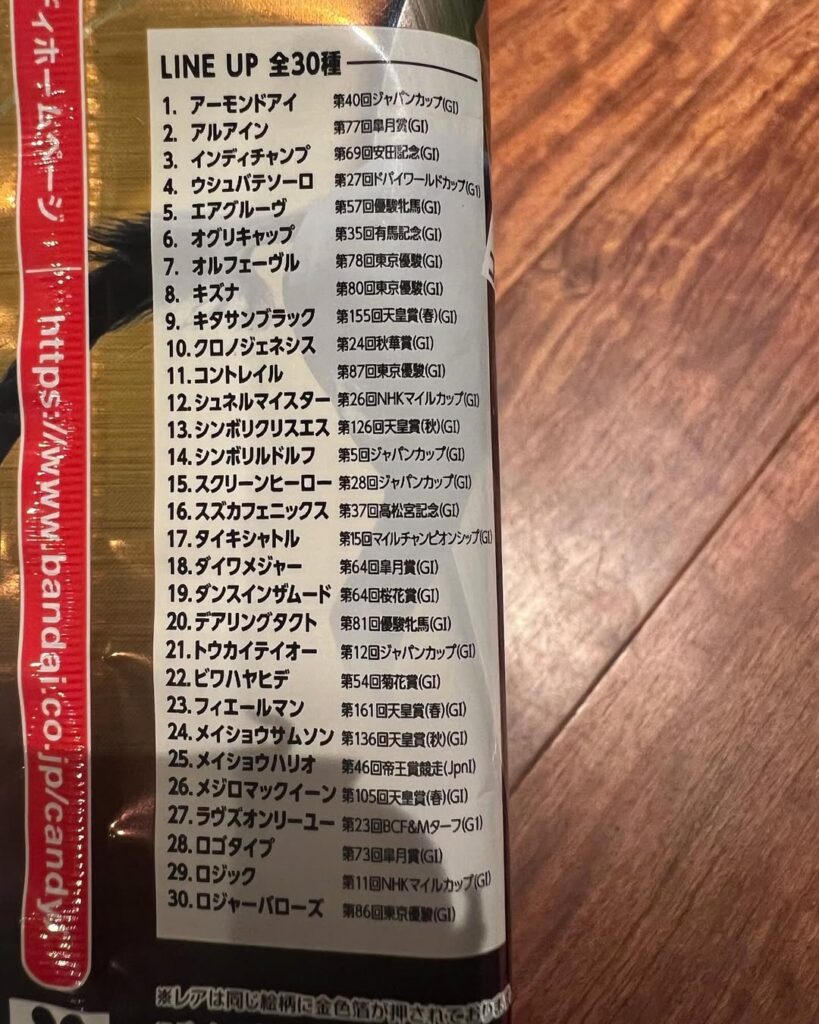 ディホームページ
https://www.bandai.co.jp/candy/
LINE UP 全30種
1. アーモンドアイ 第40回ジャパンカップ(GI)
2. アルアイン 第77回皐月賞(GI)
3. インディチャンプ 第69回安田記念(GI)
4. ウシュバテソーロ 第27回ドバイワールドカップ(G1)
5. エアグルーヴ 第57回優駿牝馬(GI)
6. オグリキャップ 第35回有馬記念(GI)
7. オルフェーヴル 第78回東京優駿(GI)
8. キズナ 第80回東京優駿(GI)
9. キタサンブラック 第155回天皇賞(春)(GI)
10.クロノジェネシス 第24回秋華賞(GI)
11.コントレイル 第87回東京優駿(GI)
12.シュネルマイスター 第26回NHKマイルカップ(GI)
13.シンボリクリスエス 第126回天皇賞(秋)(GI)
14.シンボリルドルフ 第5回ジャパンカップ(GI)
15.スクリーンヒーロー 第28回ジャパンカップ(GI)
16.スズカフェニックス 第37回高松宮記念(GI)
17.タイキシャトル 第15回マイルチャンピオンシップ(GI)
18.ダイワメジャー 第64回皐月賞(GI)
19.ダンスインザムード 第64回桜花賞(GI)
20.デアリングタクト 第81回優駿牝馬(GI)
21.トウカイテイオー 第12回ジャパンカップ(GI)
22.ビワハヤヒデ 第54回菊花賞(GI)
23.フィエールマン 第161回天皇賞(春)(GI)
24.メイショウサムソン 第136回天皇賞(秋)(GI)
25.メイショウハリオ 第46回帝王賞競走(JpnI)
26.メジロマックイーン 第105回天皇賞(春)(GI)
27.ラヴズオンリーユー 第23回BCF&Mターフ(G1)
28.ロゴタイプ 第73回皐月賞(GI)
29.ロジック 第11回NHKマイルカップ(GI)
30.ロジャーバローズ 第86回東京優駿(GI)
※レアは同じ絵柄に金色箔が押されており